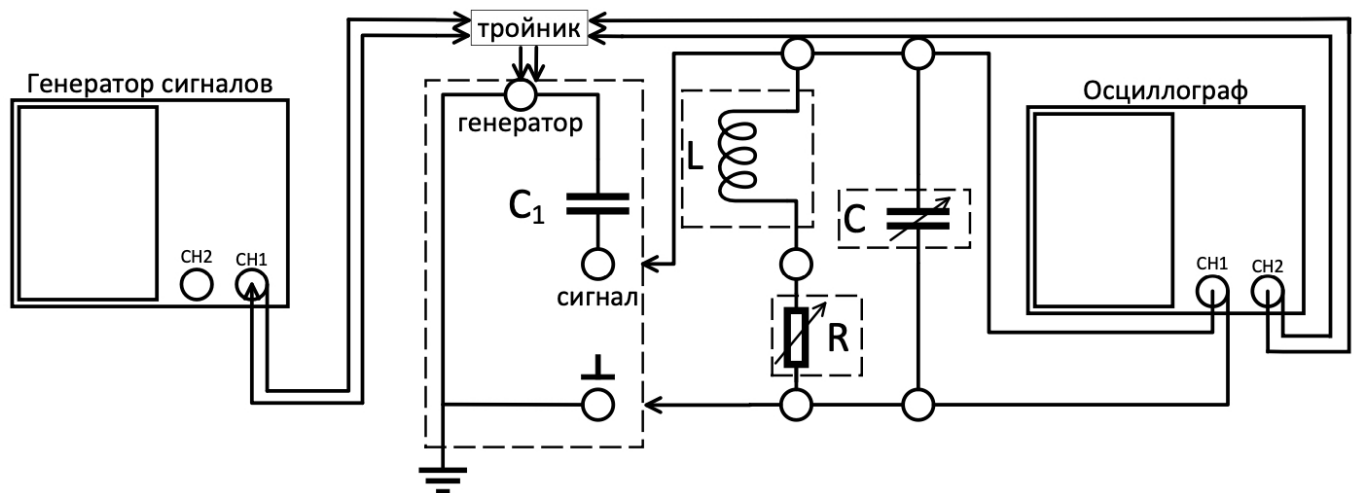 тройник
Генератор сигналов
CH2
CH1
генератор
C₁
сигнал
L
R
C
Осциллограф
CH1
CH2